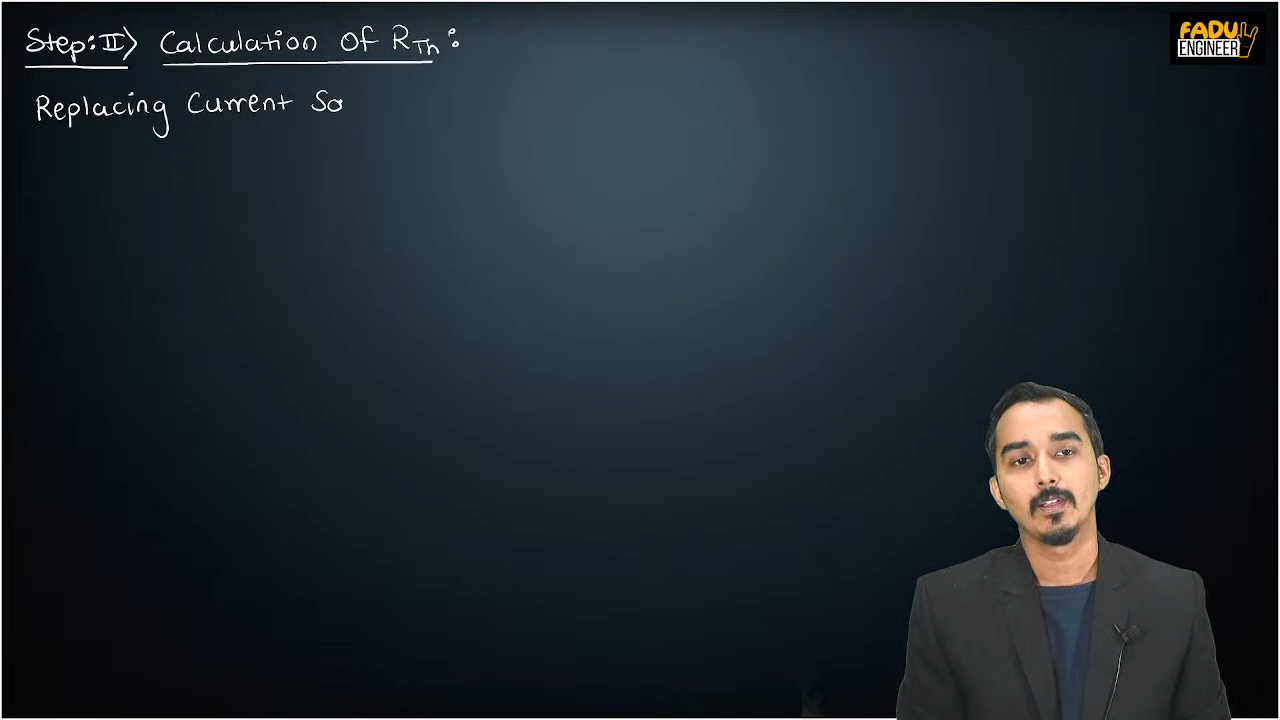 Step:II) Calculation of RTh:
Replacing Current So
FADU
ENGINEER